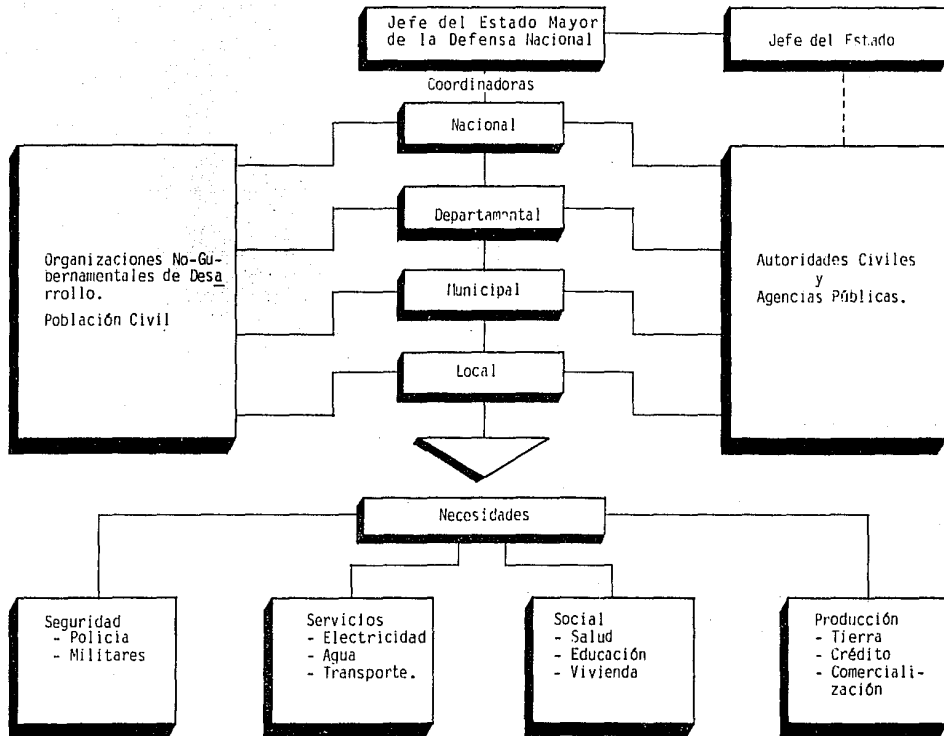 Jefe del Estado Mayor
de la Defensa Nacional
Jefe del Estado
Coordinadoras
Nacional
Departamental
Municipal
Local
Organizaciones No-Gu-
bernamentales de Desa
rrollo.
Población Civil
Autoridades Civiles
y
Agencias Públicas.
Necesidades
Seguridad
- Policia
- Militares
Servicios
- Electricidad
- Agua
- Transporte.
Social
- Salud
- Educación
- Vivienda
Producción
- Tierra
- Crédito
- Comerciali-
zación